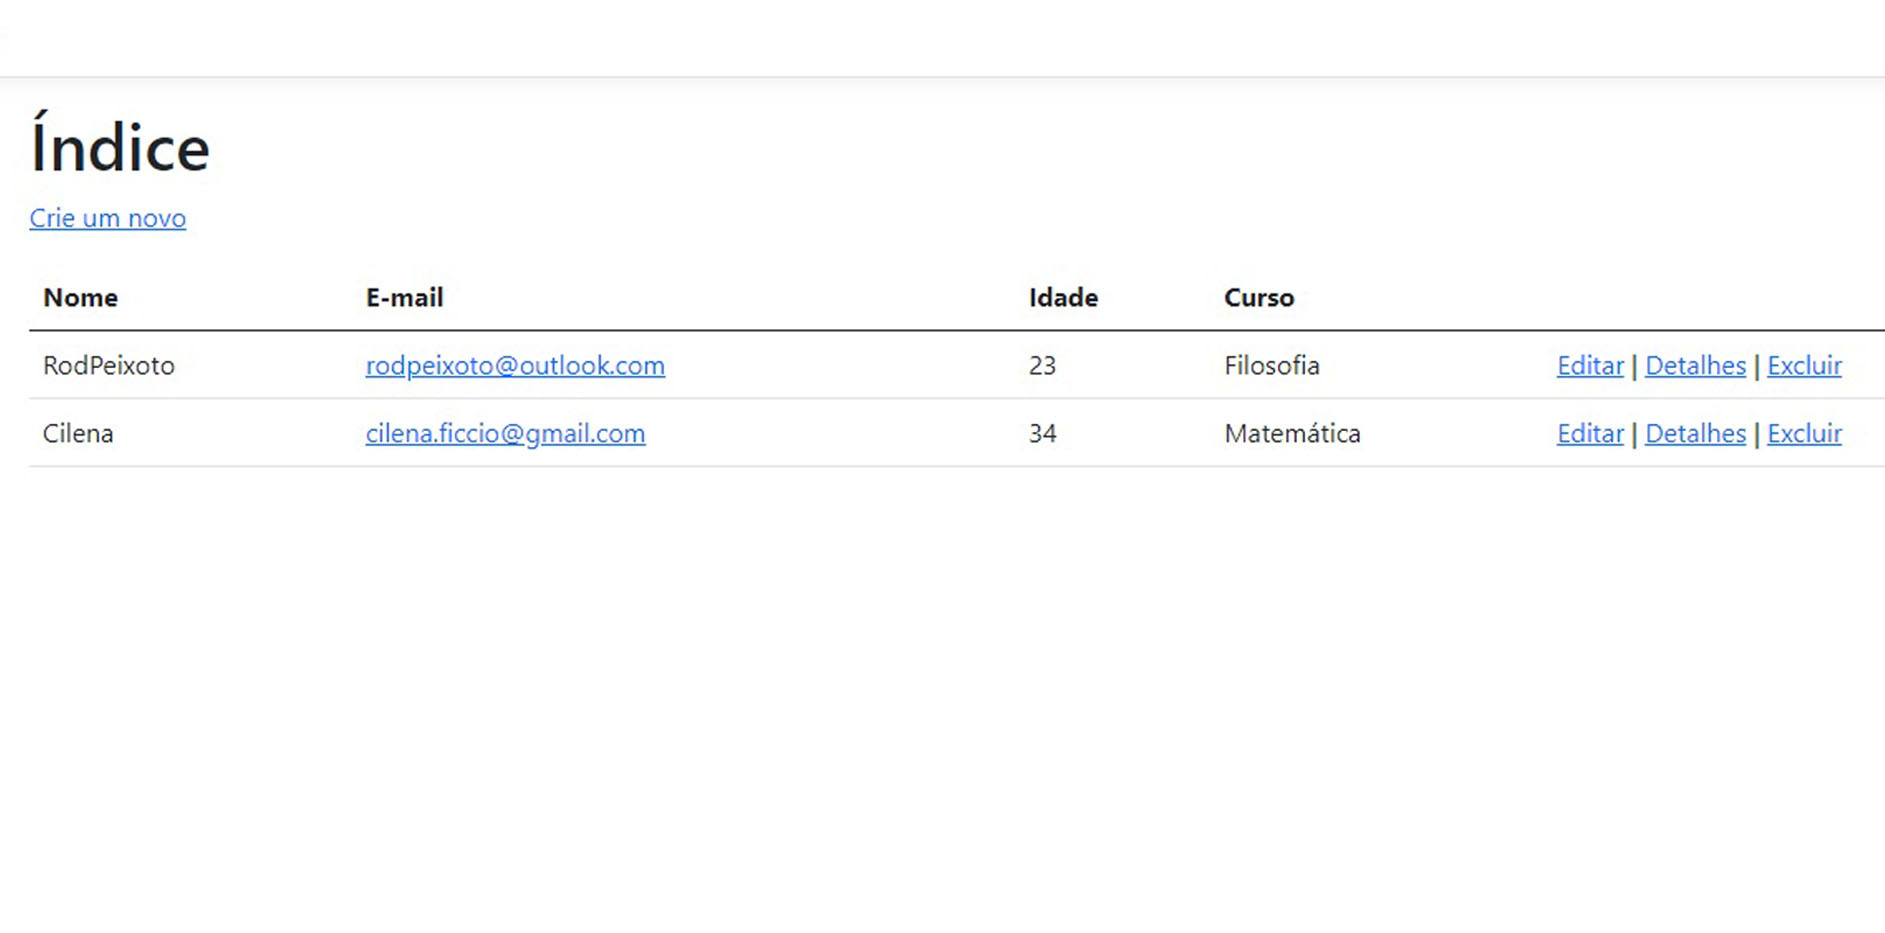 Índice
Crie um novo
Nome E-mail Idade Curso
RodPeixoto rodpeixoto@outlook.com 23 Filosofia Editar | Detalhes | Excluir
Cilena cilena.ficcio@gmail.com 34 Matemática Editar | Detalhes | Excluir